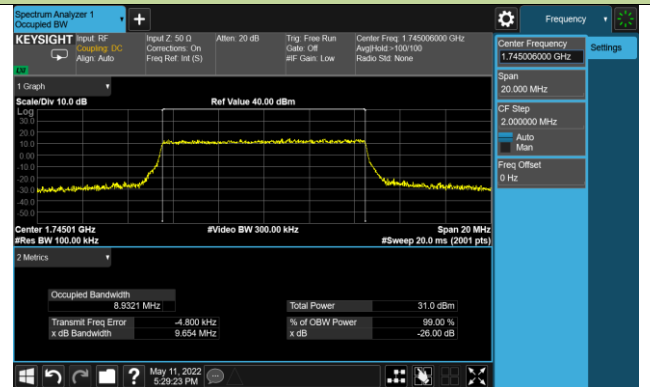 Spectrum Analyzer 1
Occupied BW
Frequency
KEYSIGHT
Input: RF
Coupling: DC
Align: Auto
Input Z: 50 Ω
Corrections: On
Freq Ref: Int (S)
Atten: 20 dB
Trig: Free Run
Gate: Off
#IF Gain: Low
Center Freq: 1.745006000 GHz
Avg|Hold:>100/100
Radio Std: None
LXI
Center Frequency
1.745006000 GHz
Settings
Span
20.000 MHz
CF Step
2.000000 MHz
Auto
Man
Freq Offset
0 Hz
1 Graph
Scale/Div 10.0 dB
Ref Value 40.00 dBm
Log
30.0
20.0
10.0
0.00
-10.0
-20.0
-30.0
-40.0
-50.0
Center 1.74501 GHz
#Video BW 300.00 kHz
Span 20 MHz
#Res BW 100.00 kHz
#Sweep 20.0 ms (2001 pts)
2 Metrics
Occupied Bandwidth
8.9321 MHz
Total Power
31.0 dBm
Transmit Freq Error
-4.800 kHz
% of OBW Power
99.00 %
x dB Bandwidth
9.654 MHz
x dB
-26.00 dB
May 11, 2022
5:29:23 PM